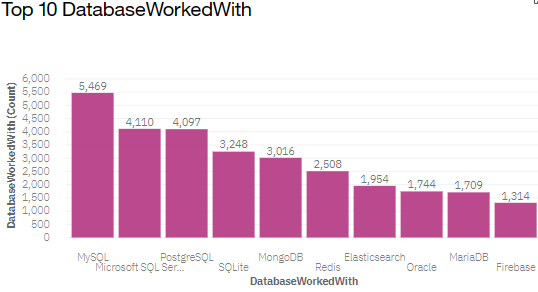 Top 10 DatabaseWorkedWith
DatabaseWorkedWith (Count)
6,000
5,500
5,000
4,500
4,000
3,500
3,000
2,500
2,000
1,500
1,000
500
0
5,469
4,110
4,097
3,248
3,016
2,508
1,954
1,744
1,709
1,314
MySQL
Microsoft SQL Ser...
PostgreSQL
SQLite
MongoDB
Redis
Elasticsearch
Oracle
MariaDB
Firebase
DatabaseWorkedWith